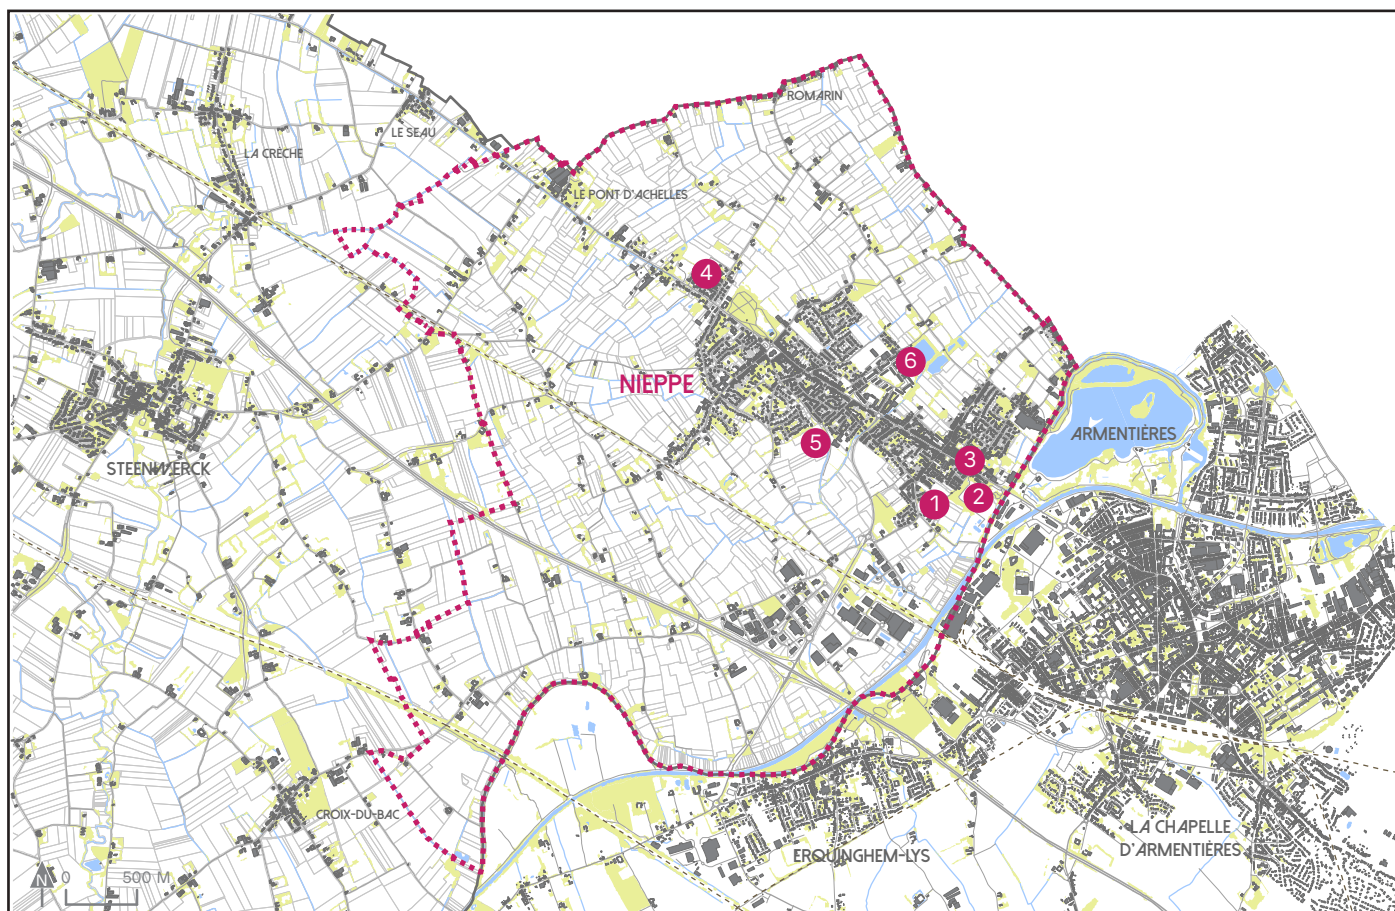 ROMARIN
LE SEAU
LA CRÈCHE
LE PONT D'ACHELLES
4
6
NIEPPE
ARMENTIÈRES
5
3
STEENWERCK
1
2
CROIX-DU-BAC
LA CHAPELLE
D'ARMENTIÈRES
ERQUINGHEM-LYS
N
0
500 M